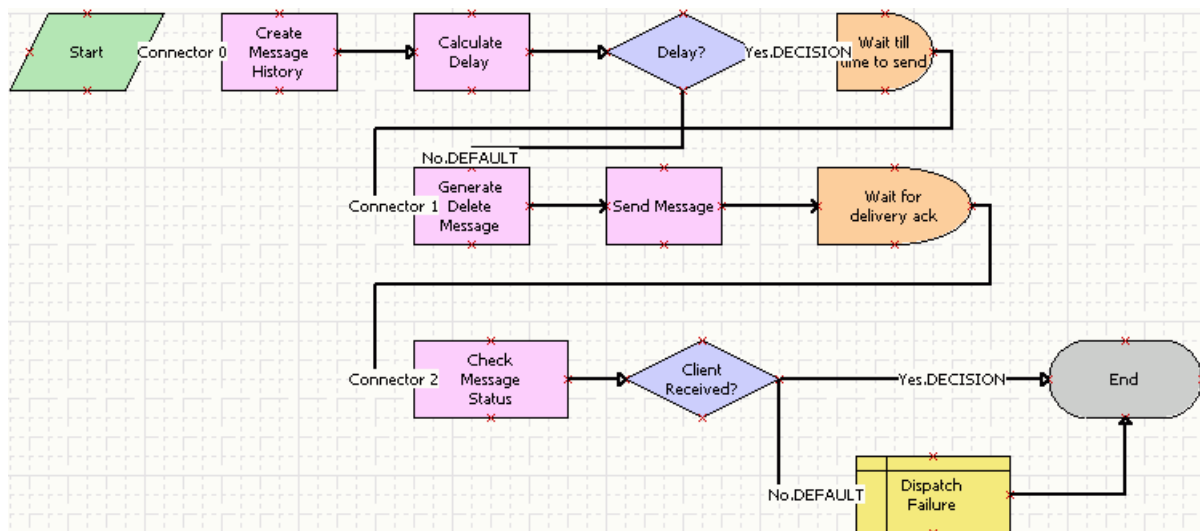 Start
Connector 0
Create
Message
History
Calculate
Delay
Delay?
Yes.DECISION
Wait till
time to send
No.DEFAULT
Connector 1
Generate
Delete
Message
Send Message
Wait for
delivery ack
Connector 2
Check
Message
Status
Client
Received?
Yes.DECISION
End
No.DEFAULT
Dispatch
Failure